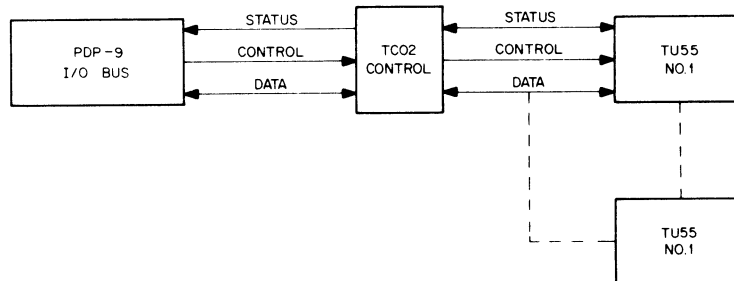 STATUS
STATUS
PDP-9
I/O BUS
CONTROL
TC02
CONTROL
CONTROL
TU55
NO.1
DATA
DATA
TU55
NO.1